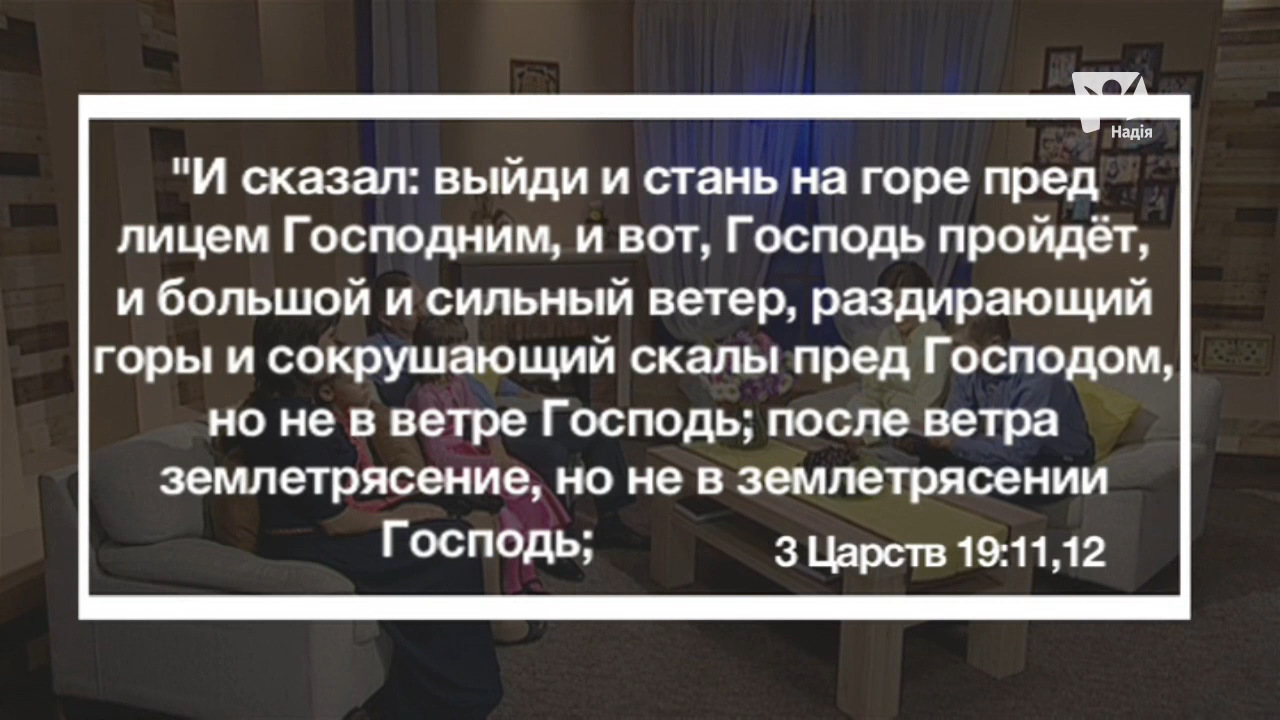 Надія
"И сказал: выйди и стань на горе пред
лицем Господним, и вот, Господь пройдёт,
и большой и сильный ветер, раздирающий
горы и сокрушающий скалы пред Господом,
но не в ветре Господь; после ветра
землетрясение, но не в землетрясении
Господь;
3 Царств 19:11,12